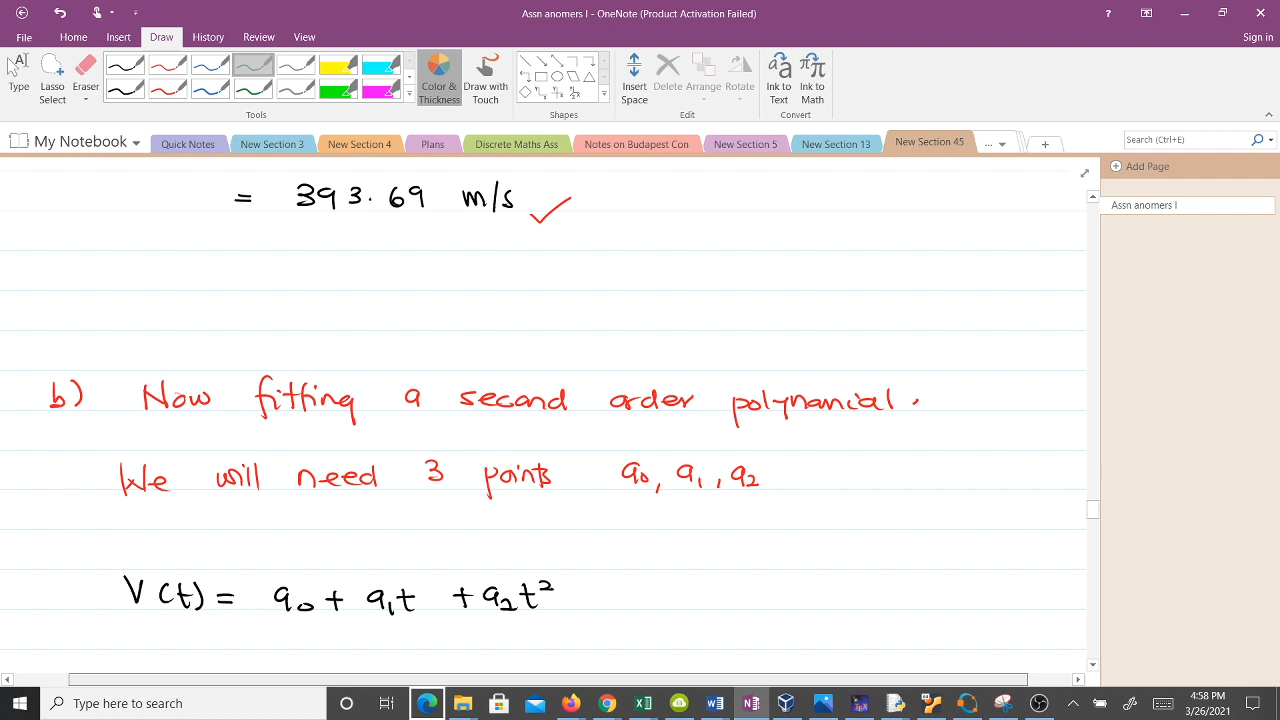 Assn anomers I - OneNote (Product Activation Failed)
File Home Insert Draw History Review View Sign in
Type Lasso Select Eraser Color & Thickness Draw with Touch Insert Space Delete Arrange Rotate Ink to Text Ink to Math
Tools Shapes Edit Convert
My Notebook Quick Notes New Section 3 New Section 4 Plans Discrete Maths Ass Notes on Budapest Con New Section 5 New Section 13 New Section 45 ... Search (Ctrl+E)
Add Page
Assn anomers I
= 393.69 m/s
b) Now fitting a second order polynamial.
We will need 3 points a0, a1, a2
V(t) = a0 + a1t + a2t²
Type here to search
4:58 PM
3/26/2021